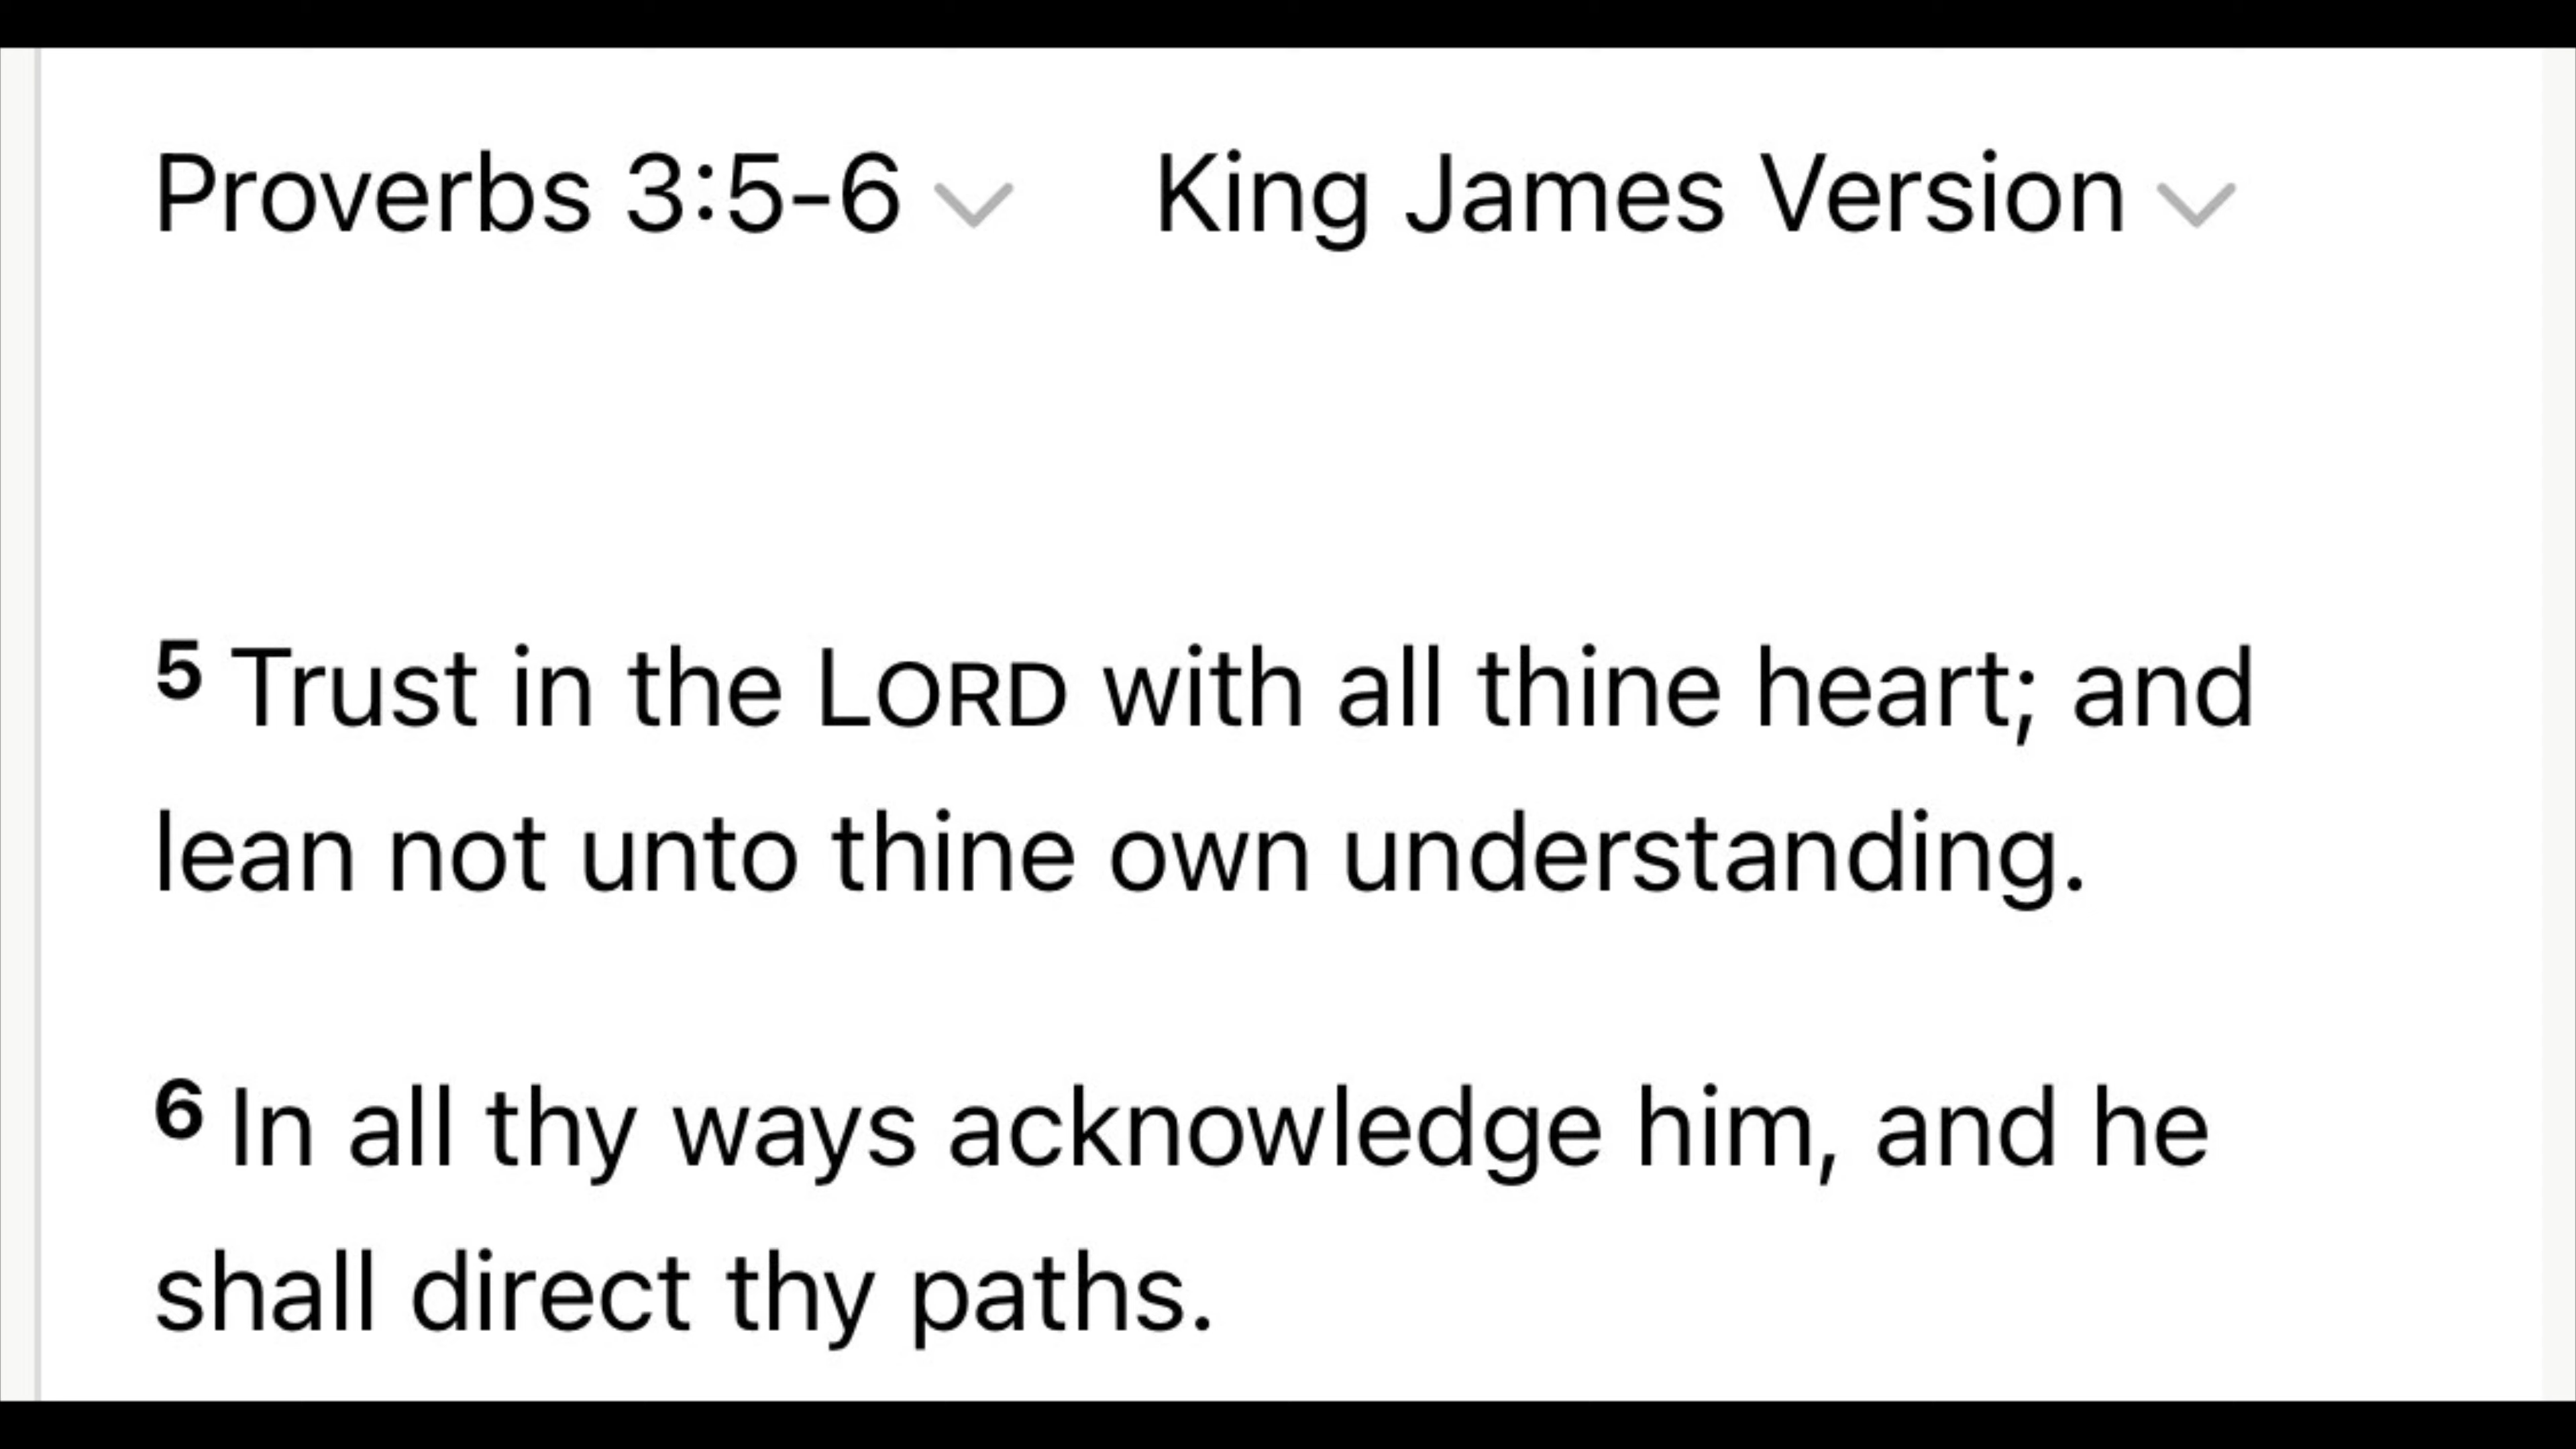 Proverbs 3:5-6 King James Version
5 Trust in the LORD with all thine heart; and
lean not unto thine own understanding.
6 In all thy ways acknowledge him, and he
shall direct thy paths.